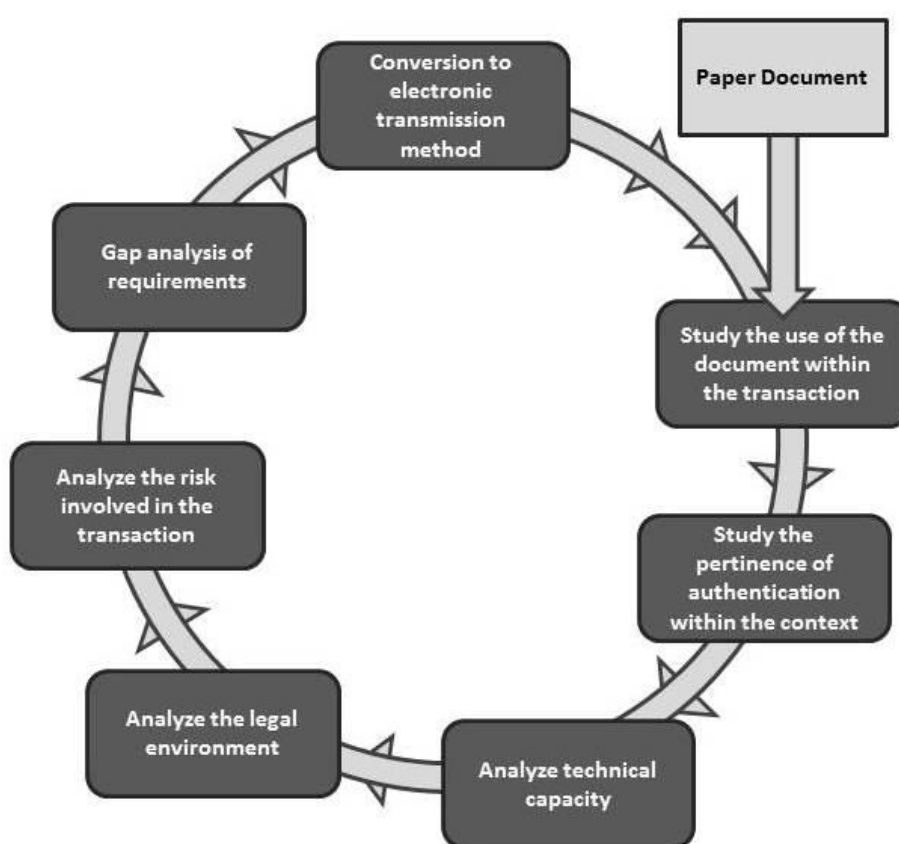 Paper Document
Conversion to
electronic
transmission
method
Study the use of the
document within
the transaction
Study the
pertinence of
authentication
within the context
Analyze technical
capacity
Analyze the legal
environment
Analyze the risk
involved in the
transaction
Gap analysis of
requirements